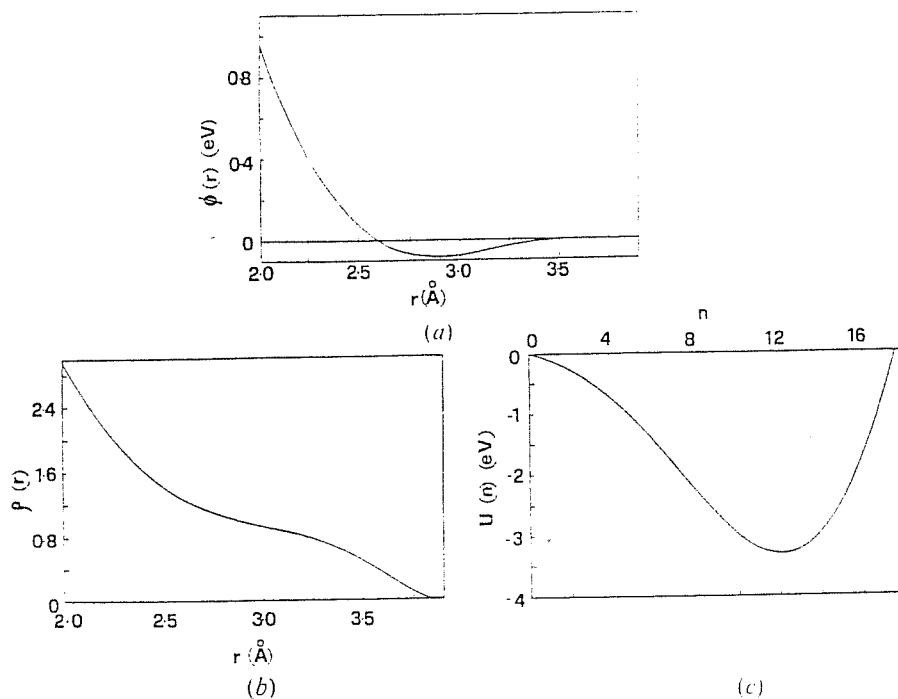 0·8
0·4
0
ϕ (r) (eV)
2·0 2·5 3·0 3·5
r (Å)
(a)
2·4
1·6
0·8
0
ρ (r)
2·0 2·5 3·0 3·5
r (Å)
(b)
n
0 4 8 12 16
0
-1
-2
-3
-4
U (n) (eV)
(c)